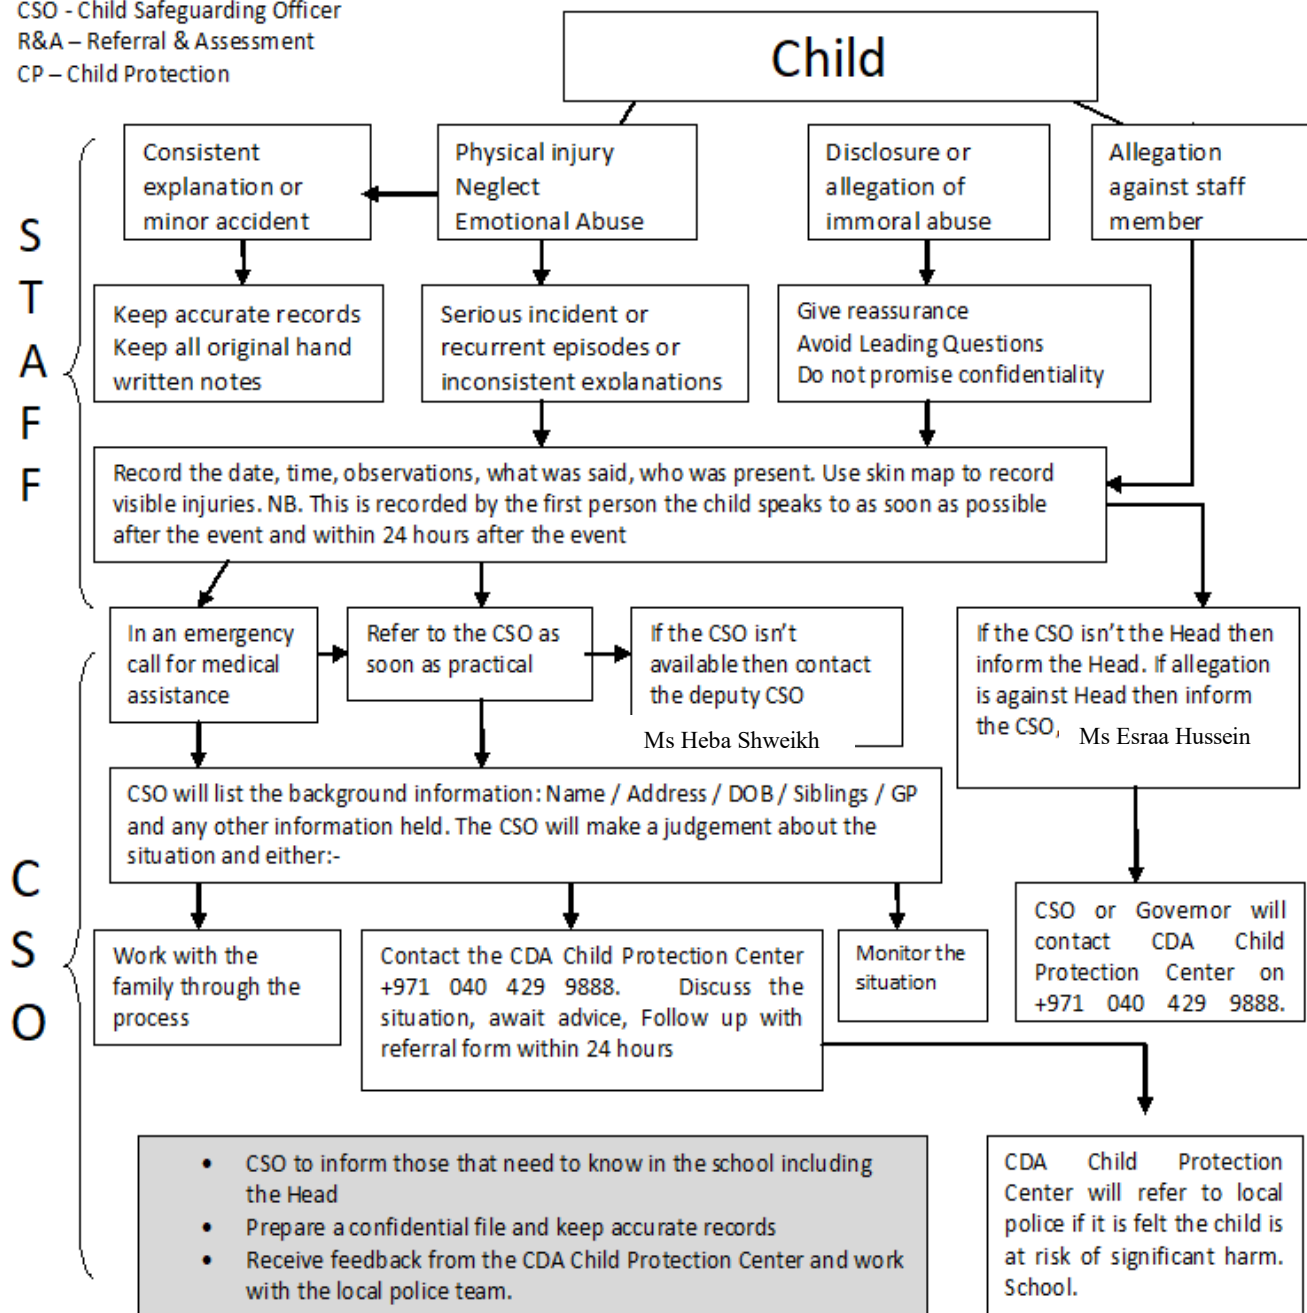 CSO - Child Safeguarding Officer
R&A – Referral & Assessment
CP – Child Protection
Child
Consistent
explanation or
minor accident
Physical injury
Neglect
Emotional Abuse
Disclosure or
allegation of
immoral abuse
Allegation
against staff
member
S
T
A
F
F
Keep accurate records
Keep all original hand
written notes
Serious incident or
recurrent episodes or
inconsistent explanations
Give reassurance
Avoid Leading Questions
Do not promise confidentiality
Record the date, time, observations, what was said, who was present. Use skin map to record
visible injuries. NB. This is recorded by the first person the child speaks to as soon as possible
after the event and within 24 hours after the event
In an emergency
call for medical
assistance
Refer to the CSO as
soon as practical
If the CSO isn't
available then contact
the deputy CSO
Ms Heba Shweikh
If the CSO isn't the Head then
inform the Head. If allegation
is against Head then inform
the CSO, Ms Esraa Hussein
C
S
O
CSO will list the background information: Name / Address / DOB / Siblings / GP
and any other information held. The CSO will make a judgement about the
situation and either:-
Work with the
family through the
process
Contact the CDA Child Protection Center
+971 040 429 9888. Discuss the
situation, await advice, Follow up with
referral form within 24 hours
Monitor the
situation
CSO or Governor will
contact CDA Child
Protection Center on
+971 040 429 9888.
• CSO to inform those that need to know in the school including
the Head
• Prepare a confidential file and keep accurate records
• Receive feedback from the CDA Child Protection Center and work
with the local police team.
CDA Child Protection
Center will refer to local
police if it is felt the child is
at risk of significant harm.
School.